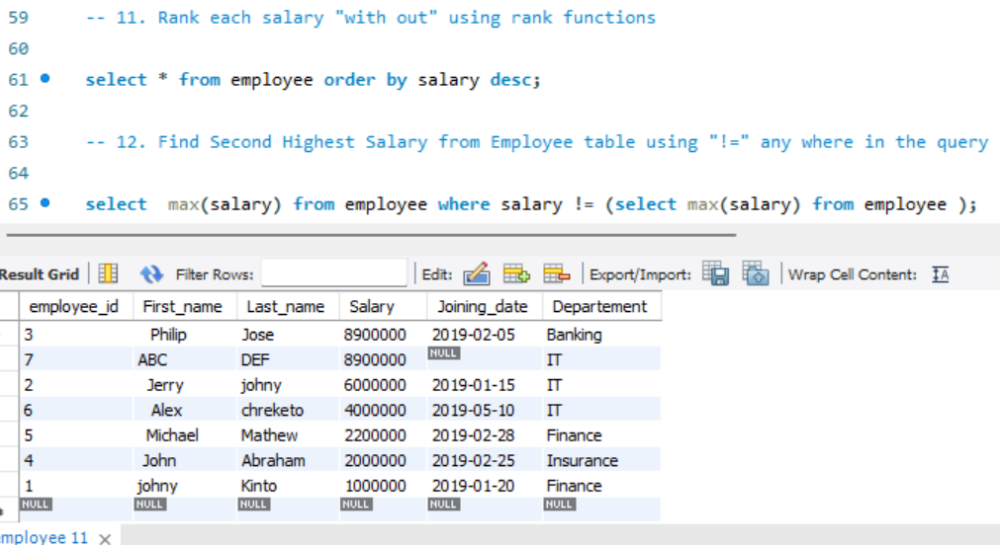 59 -- 11. Rank each salary "with out" using rank functions
60
61 select * from employee order by salary desc;
62
63 -- 12. Find Second Highest Salary from Employee table using "!=" any where in the query
64
65 select max(salary) from employee where salary != (select max(salary) from employee );
Result Grid Filter Rows: Edit: Export/Import: Wrap Cell Content: IA
employee_id First_name Last_name Salary Joining_date Departement
3 Philip Jose 8900000 2019-02-05 Banking
7 ABC DEF 8900000 NULL IT
2 Jerry johny 6000000 2019-01-15 IT
6 Alex chreketo 4000000 2019-05-10 IT
5 Michael Mathew 2200000 2019-02-28 Finance
4 John Abraham 2000000 2019-02-25 Insurance
1 johny Kinto 1000000 2019-01-20 Finance
NULL NULL NULL NULL NULL NULL
mployee 11 ×